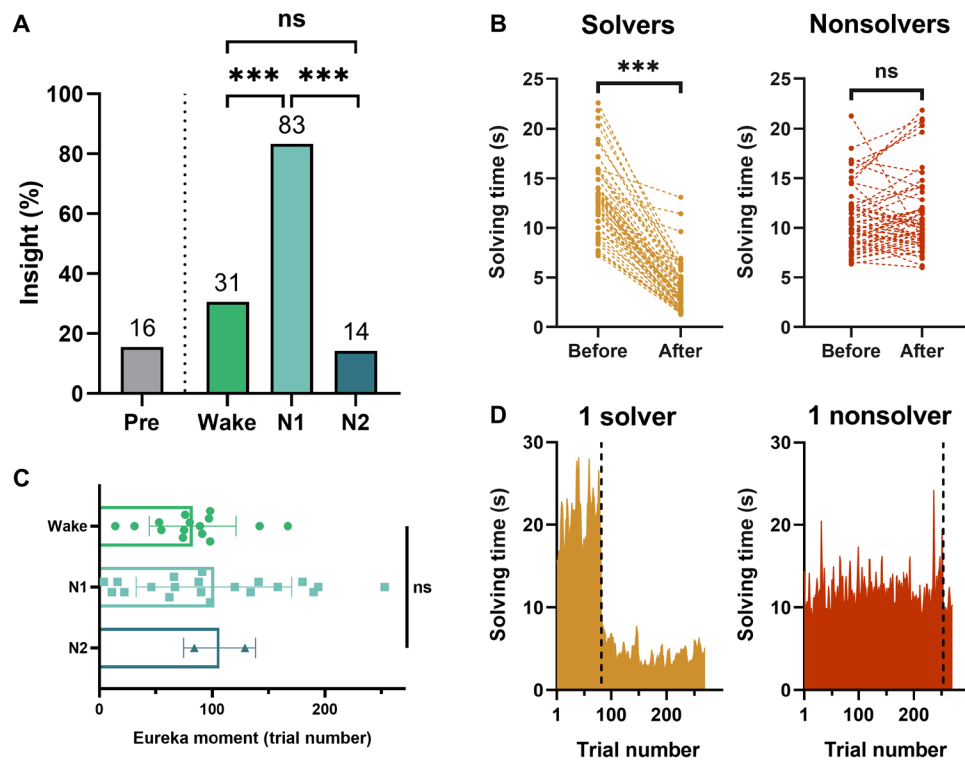 A
ns
*** ***
Insight (%)
100
80
60
40
20
0
16
31
83
14
Pre Wake N1 N2
B
Solvers
***
Solving time (s)
25
20
15
10
5
0
Before After
Nonsolvers
ns
Solving time (s)
25
20
15
10
5
0
Before After
C
Wake
N1
N2
ns
0 100 200
Eureka moment (trial number)
D
1 solver
Solving time (s)
30
20
10
0
1 100 200
Trial number
1 nonsolver
Solving time (s)
30
20
10
0
1 100 200
Trial number